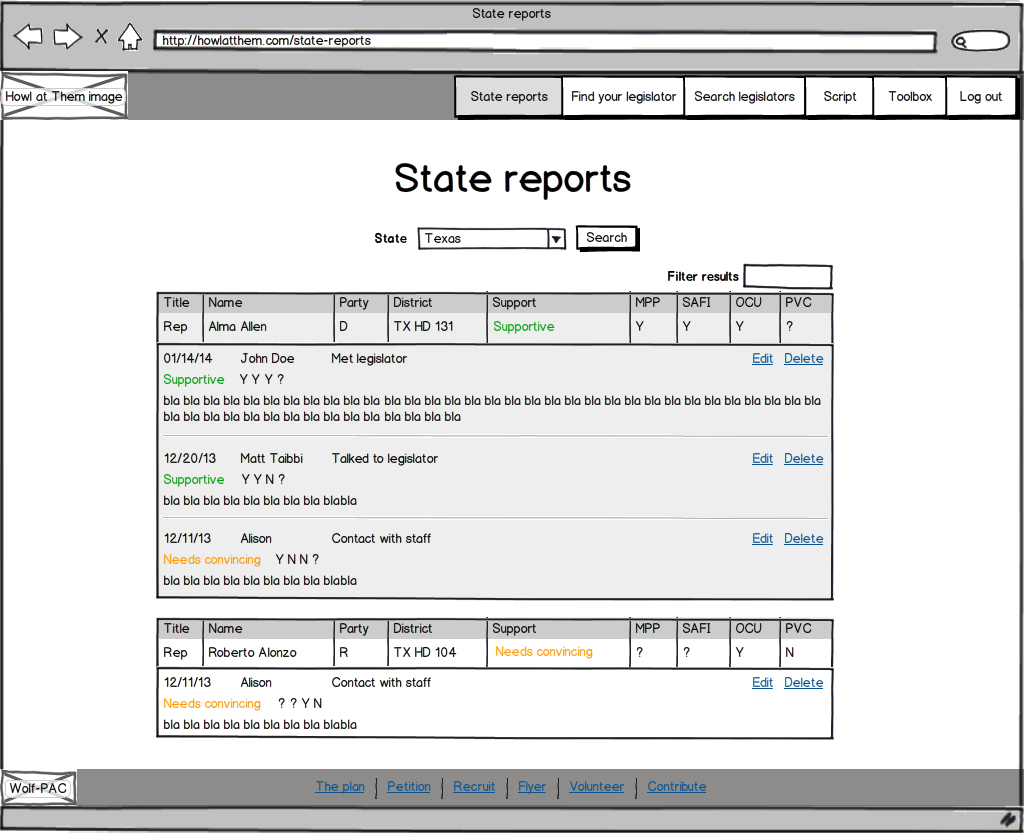 State reports
http://howlatthem.com/state-reports
Howl at Them image State reports Find your legislator Search legislators Script Toolbox Log out
State reports
State Texas Search
Filter results
Title Name Party District Support MPP SAFI OCU PVC
Rep Alma Allen D TX HD 131 Supportive Y Y Y ?
01/14/14 John Doe Met legislator Edit Delete
Supportive Y Y Y ?
bla bla bla bla bla bla bla bla bla bla bla bla bla bla bla bla bla bla bla bla bla bla bla bla bla bla bla bla bla bla bla bla bla
bla bla bla bla bla bla bla bla bla bla bla bla bla bla bla
12/20/13 Matt Taibbi Talked to legislator Edit Delete
Supportive Y Y N ?
bla bla bla bla bla bla bla bla blabla
12/11/13 Alison Contact with staff Edit Delete
Needs convincing Y N N ?
bla bla bla bla bla bla bla bla blabla
Title Name Party District Support MPP SAFI OCU PVC
Rep Roberto Alonzo R TX HD 104 Needs convincing ? ? Y N
12/11/13 Alison Contact with staff Edit Delete
Needs convincing ? ? Y N
bla bla bla bla bla bla bla bla blabla
Wolf-PAC The plan Petition Recruit Flyer Volunteer Contribute